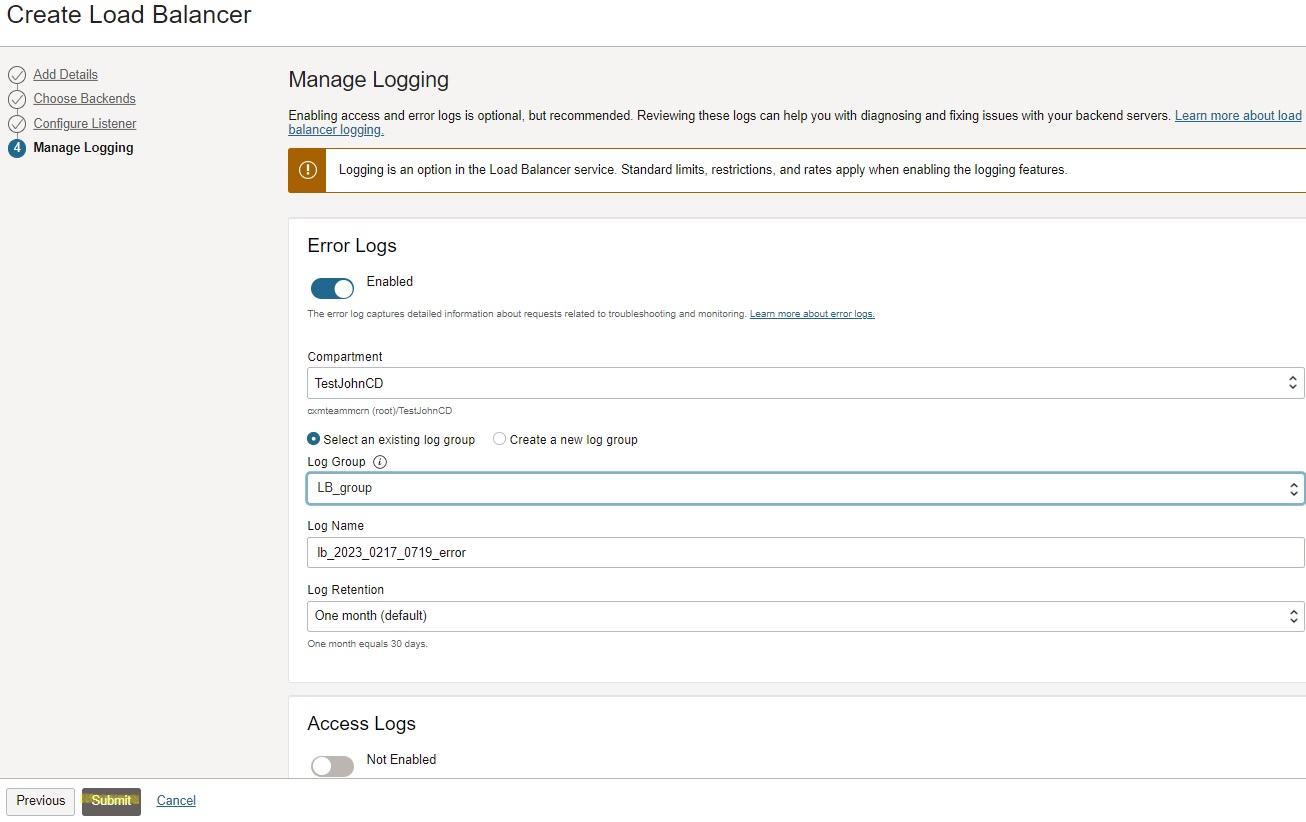 Create Load Balancer
Add Details
Choose Backends
Configure Listener
4 Manage Logging
Manage Logging
Enabling access and error logs is optional, but recommended. Reviewing these logs can help you with diagnosing and fixing issues with your backend servers. Learn more about load
balancer logging.
Logging is an option in the Load Balancer service. Standard limits, restrictions, and rates apply when enabling the logging features.
Error Logs
Enabled
The error log captures detailed information about requests related to troubleshooting and monitoring. Learn more about error logs.
Compartment
TestJohnCD
cxmteammcrn (root)/TestJohnCD
Select an existing log group Create a new log group
Log Group
LB_group
Log Name
lb_2023_0217_0719_error
Log Retention
One month (default)
One month equals 30 days.
Access Logs
Not Enabled
Previous Submit Cancel